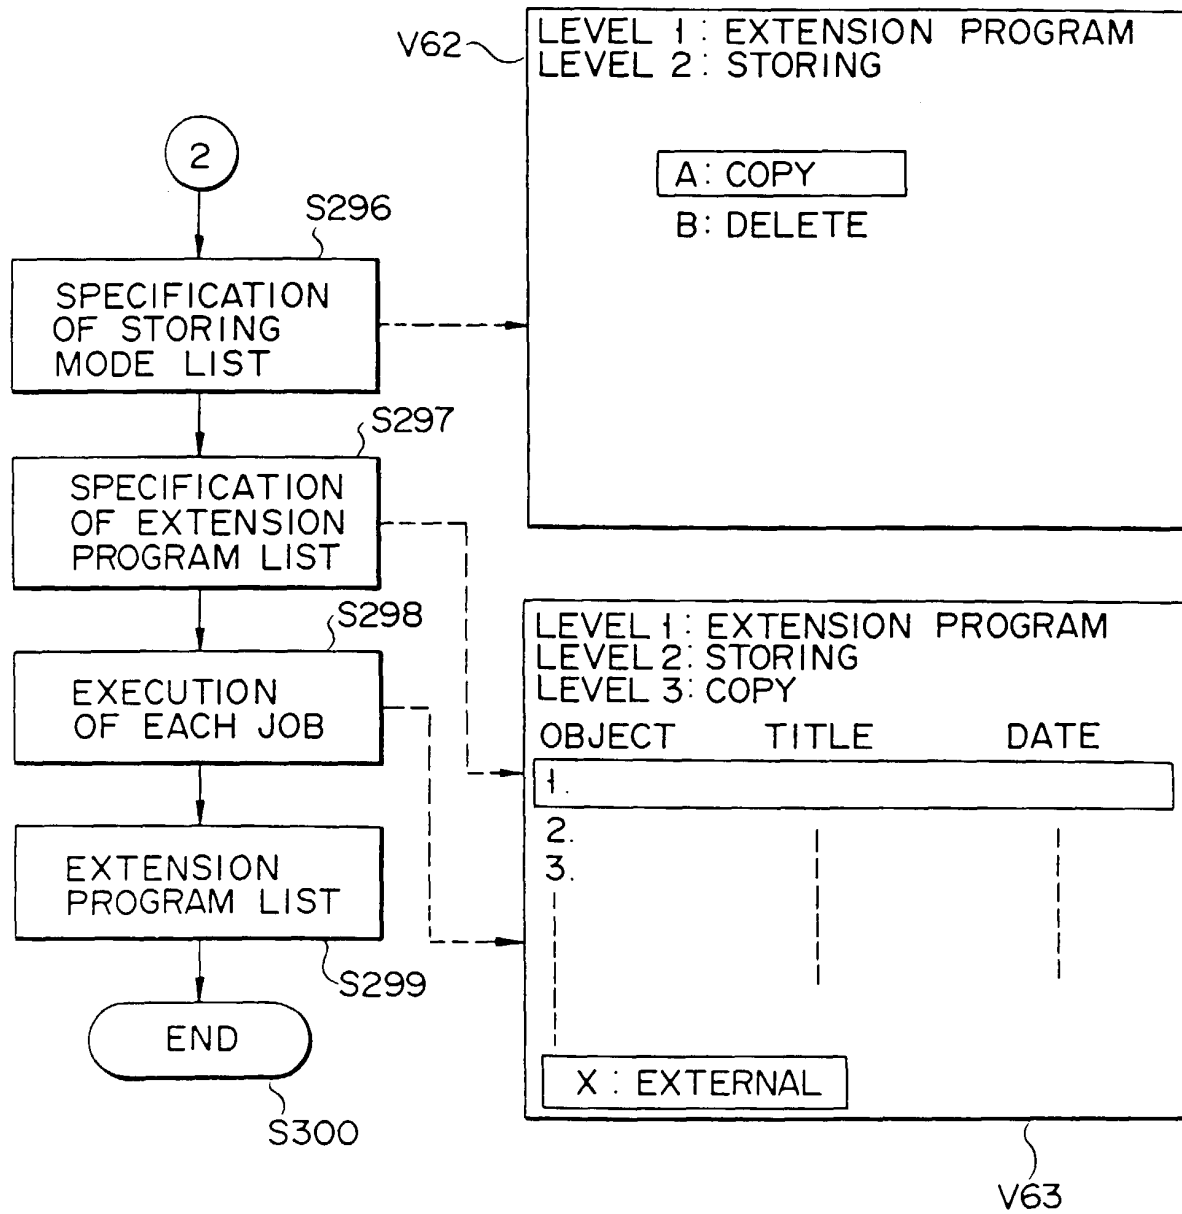 2
S296
SPECIFICATION
OF STORING
MODE LIST
S297
SPECIFICATION
OF EXTENSION
PROGRAM LIST
S298
EXECUTION
OF EACH JOB
EXTENSION
PROGRAM LIST
S299
END
S300
V62
LEVEL 1: EXTENSION PROGRAM
LEVEL 2: STORING
A: COPY
B: DELETE
LEVEL 1: EXTENSION PROGRAM
LEVEL 2: STORING
LEVEL 3: COPY
OBJECT TITLE DATE
1.
2.
3.
X: EXTERNAL
V63